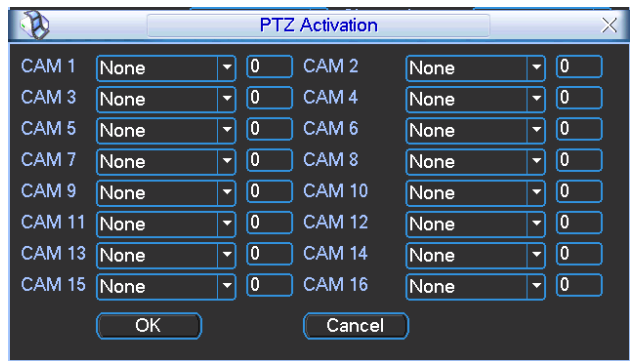 PTZ Activation
CAM 1 None 0 CAM 2 None 0
CAM 3 None 0 CAM 4 None 0
CAM 5 None 0 CAM 6 None 0
CAM 7 None 0 CAM 8 None 0
CAM 9 None 0 CAM 10 None 0
CAM 11 None 0 CAM 12 None 0
CAM 13 None 0 CAM 14 None 0
CAM 15 None 0 CAM 16 None 0
OK Cancel